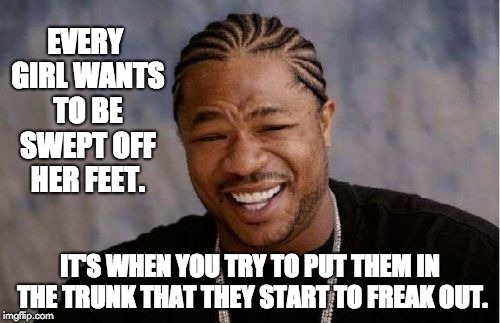 EVERY
GIRL WANTS
TO BE
SWEPT OFF
HER FEET.
IT'S WHEN YOU TRY TO PUT THEM IN
THE TRUNK THAT THEY START TO FREAK OUT.
imgflip.com